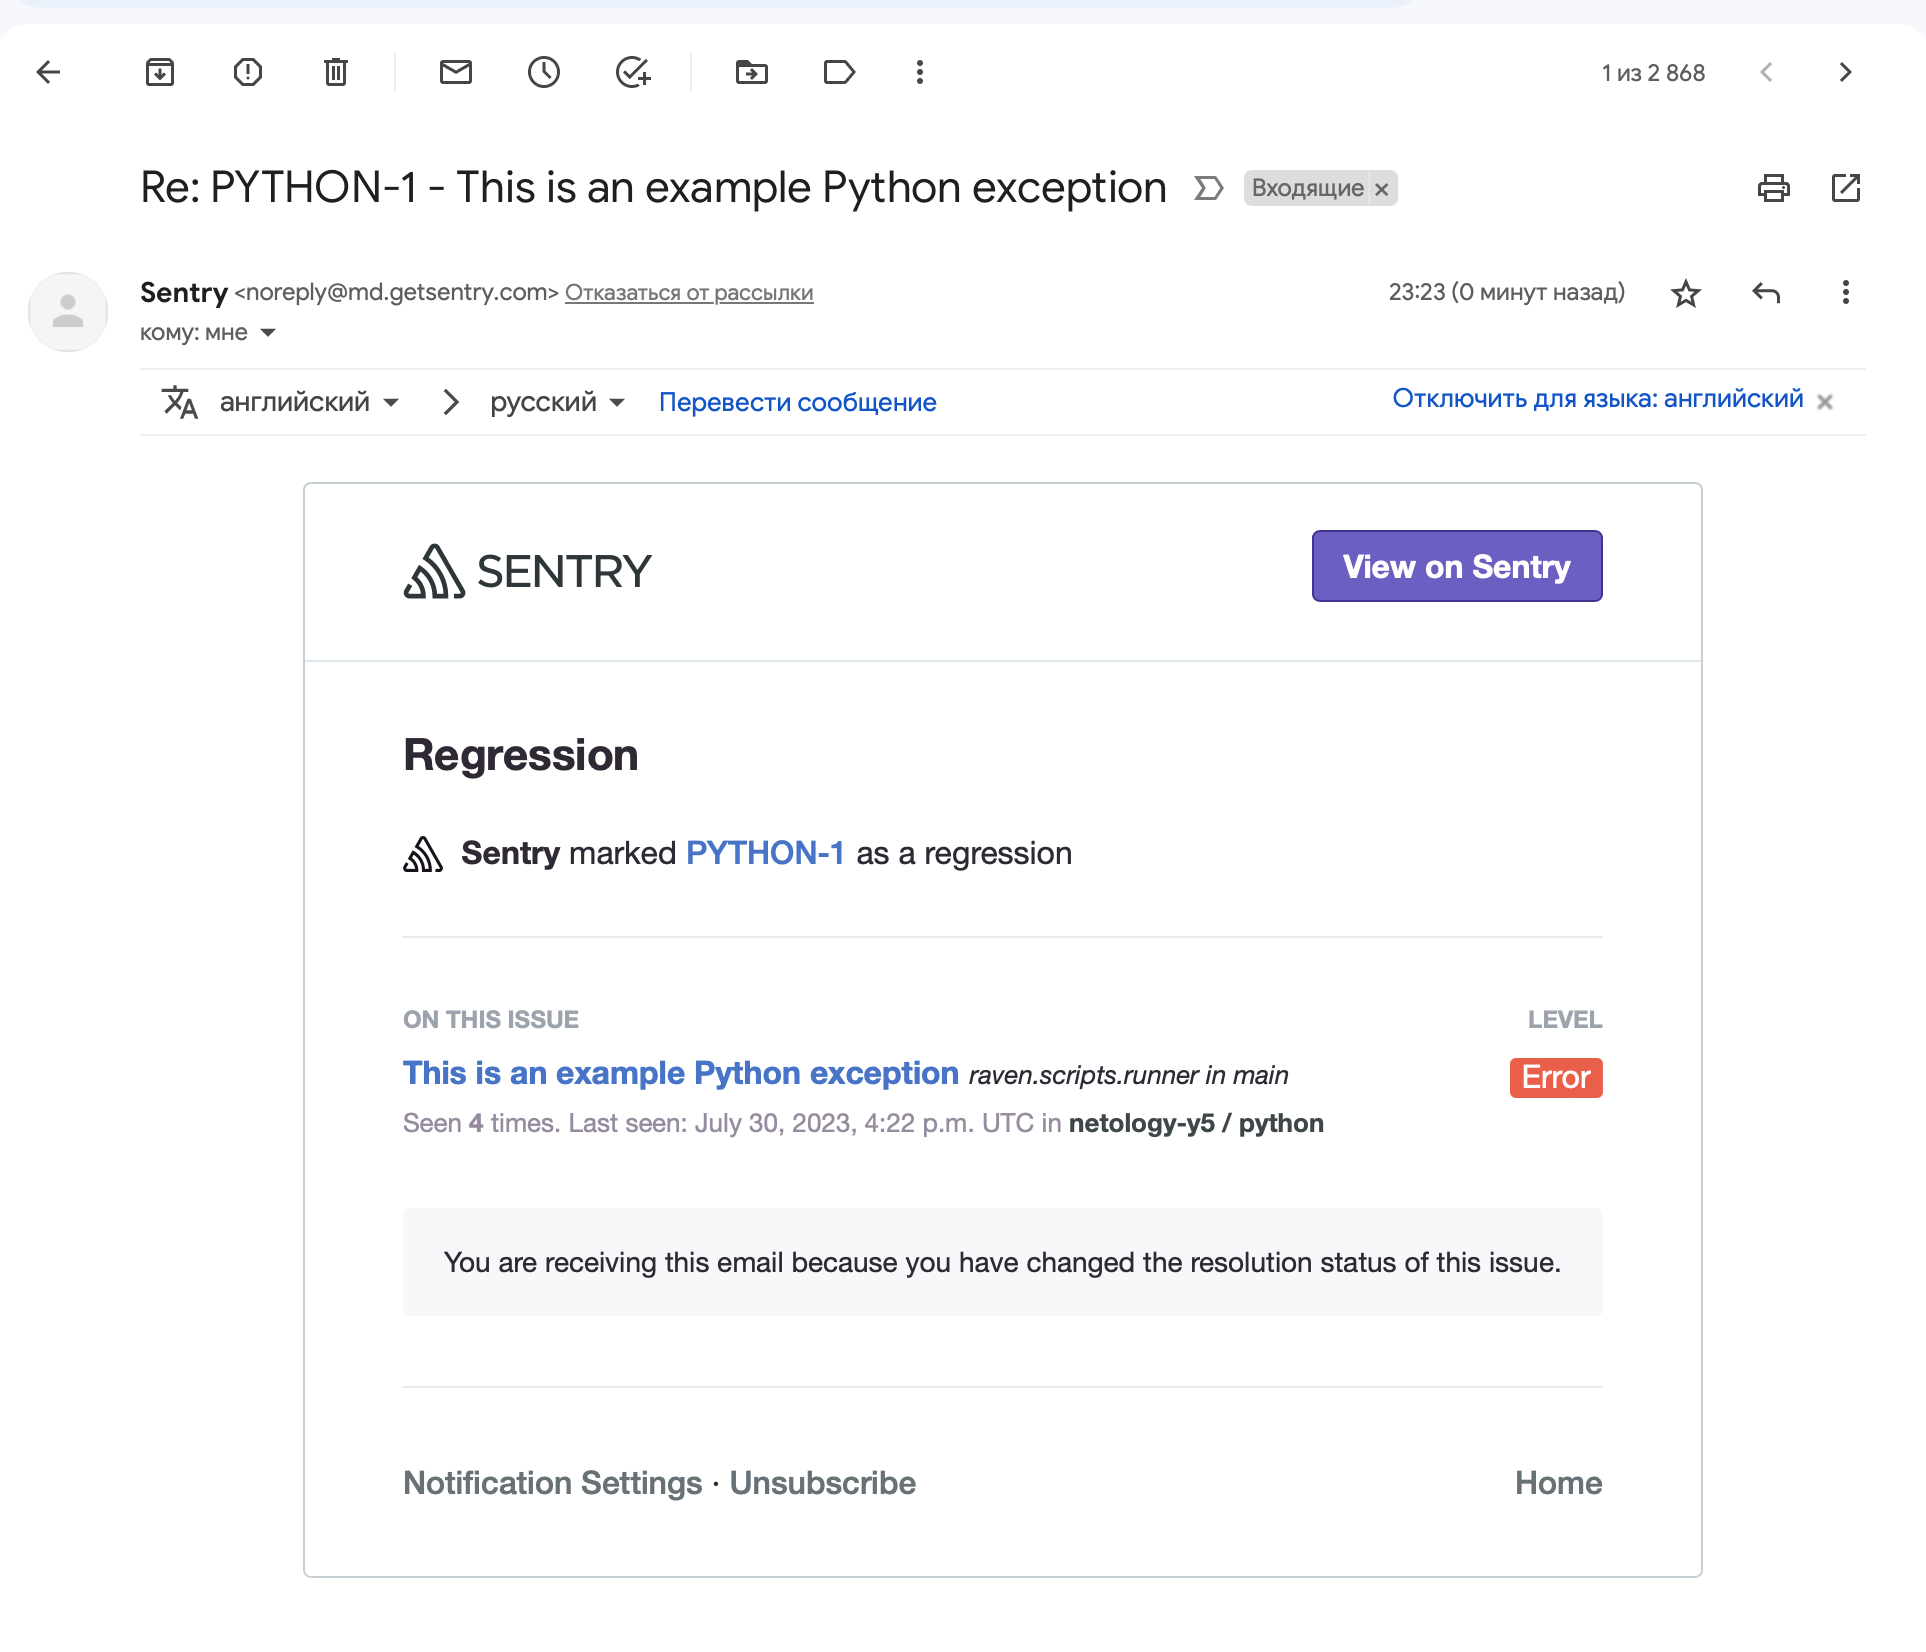 1 из 2 868
Re: PYTHON-1 - This is an example Python exception Входящие ×
Sentry <noreply@md.getsentry.com> Отказаться от рассылки 23:23 (0 минут назад)
кому: мне
английский > русский Перевести сообщение Отключить для языка: английский ×
SENTRY View on Sentry
Regression
Sentry marked PYTHON-1 as a regression
ON THIS ISSUE LEVEL
This is an example Python exception raven.scripts.runner in main Error
Seen 4 times. Last seen: July 30, 2023, 4:22 p.m. UTC in netology-y5 / python
You are receiving this email because you have changed the resolution status of this issue.
Notification Settings · Unsubscribe Home